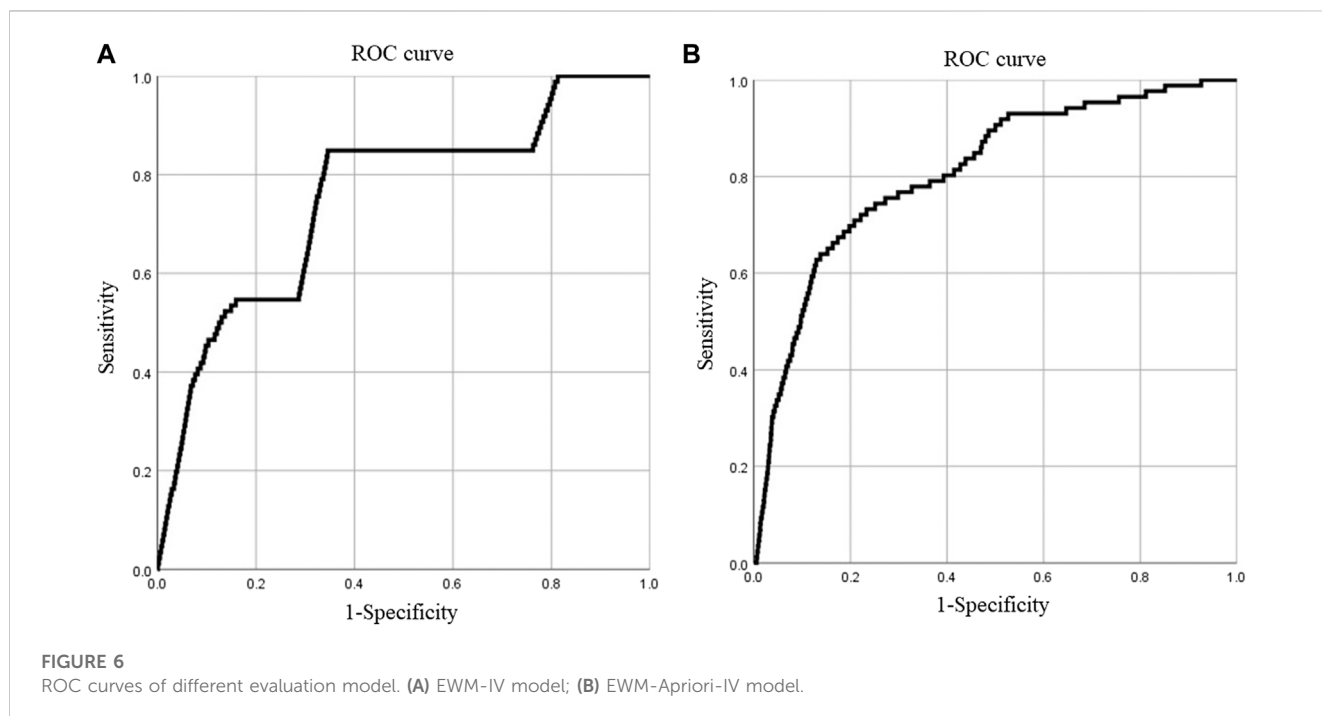 A
ROC curve
1.0
0.8
0.6
0.4
0.2
0.0
Sensitivity
0.0 0.2 0.4 0.6 0.8 1.0
1-Specificity
B
ROC curve
1.0
0.8
0.6
0.4
0.2
0.0
Sensitivity
0.0 0.2 0.4 0.6 0.8 1.0
1-Specificity
FIGURE 6
ROC curves of different evaluation model. (A) EWM-IV model; (B) EWM-Apriori-IV model.